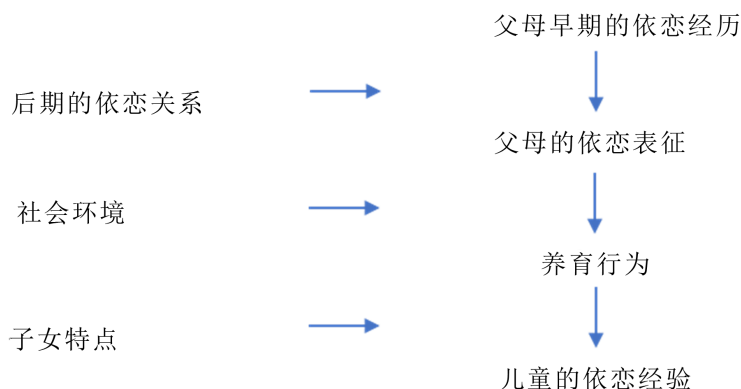 父母早期的依恋经历
后期的依恋关系
父母的依恋表征
社会环境
养育行为
子女特点
儿童的依恋经验